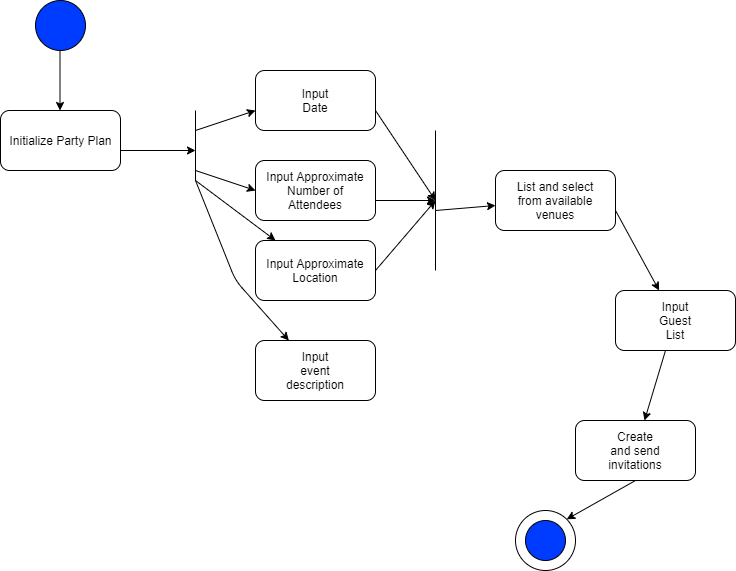 Initialize Party Plan
Input
Date
Input Approximate
Number of
Attendees
Input Approximate
Location
Input
event
description
List and select
from available
venues
Input
Guest
List
Create
and send
invitations